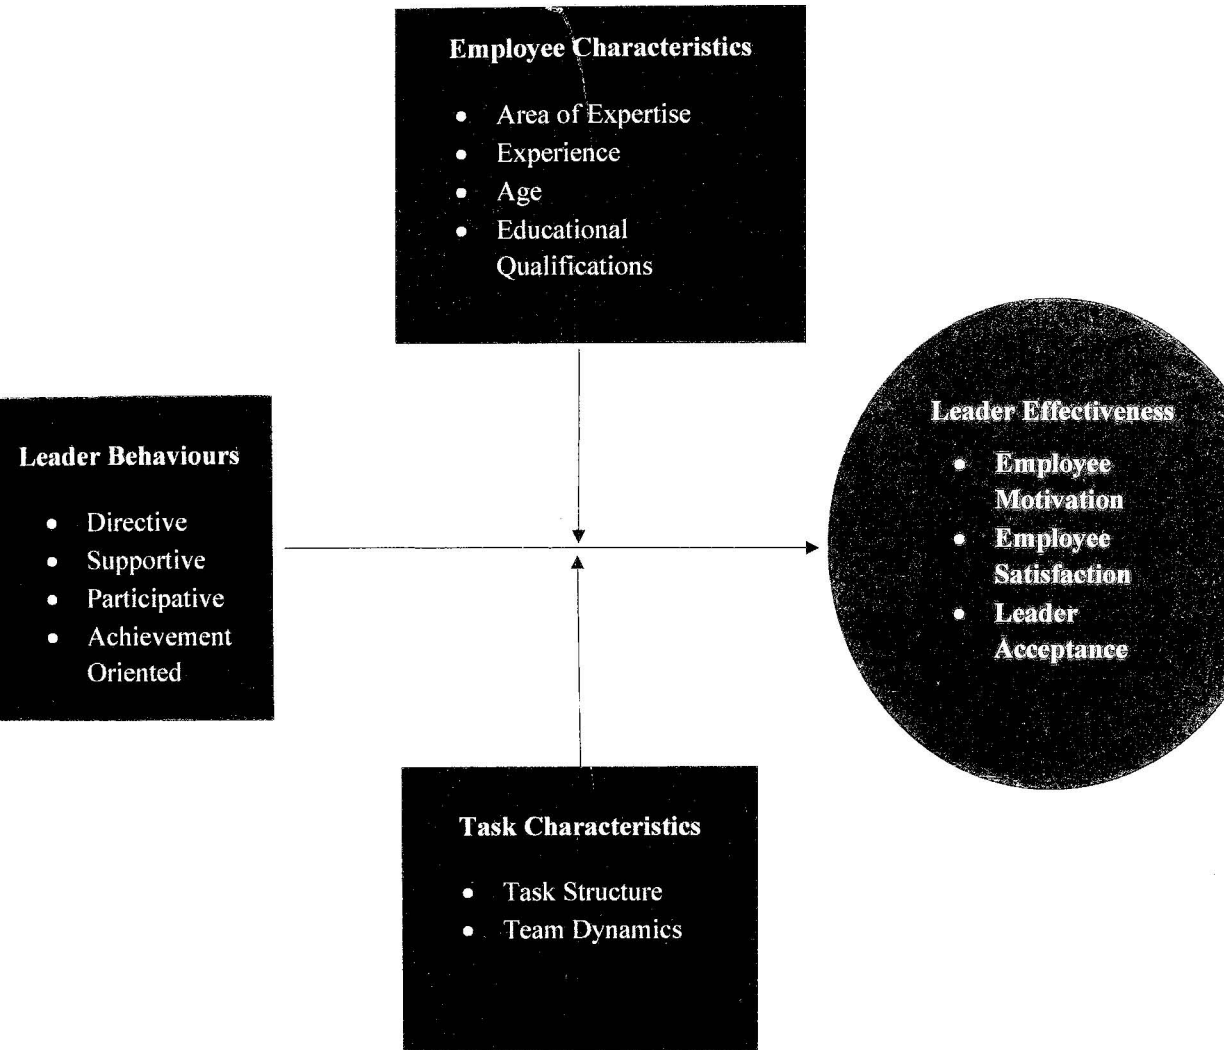 Employee Characteristics
• Area of Expertise
• Experience
• Age
• Educational
Qualifications
Leader Behaviours
• Directive
• Supportive
• Participative
• Achievement
Oriented
Leader Effectiveness
• Employee
Motivation
• Employee
Satisfaction
• Leader
Acceptance
Task Characteristics
• Task Structure
• Team Dynamics